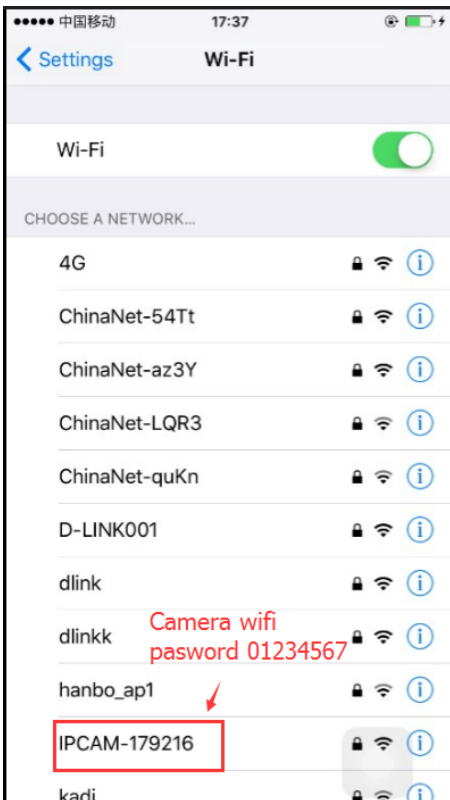 中国移动 17:37
Settings Wi-Fi
Wi-Fi
CHOOSE A NETWORK...
4G
ChinaNet-54Tt
ChinaNet-az3Y
ChinaNet-LQR3
ChinaNet-quKn
D-LINK001
dlink
Camera wifi
pasword 01234567
dlinkk
hanbo_ap1
IPCAM-179216
kadi